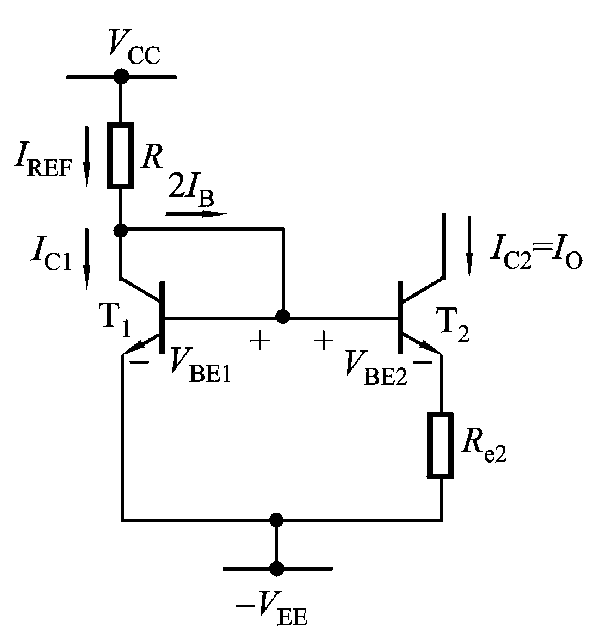 V_CC
I_REF
R
2I_B
I_C1
I_C2=I_O
T_1
T_2
+ +
− V_BE1 V_BE2 −
R_e2
−V_EE